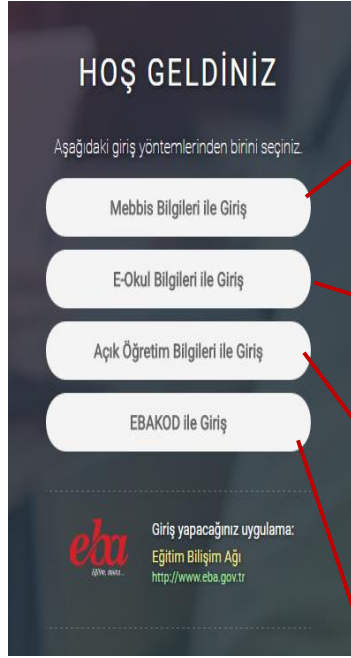 HOŞ GELDİNİZ
Aşağıdaki giriş yöntemlerinden birini seçiniz.
Mebbis Bilgileri ile Giriş
E-Okul Bilgileri ile Giriş
Açık Öğretim Bilgileri ile Giriş
EBAKOD ile Giriş
eba
Giriş yapacağınız uygulama:
Eğitim Bilişim Ağı
http://www.eba.gov.tr